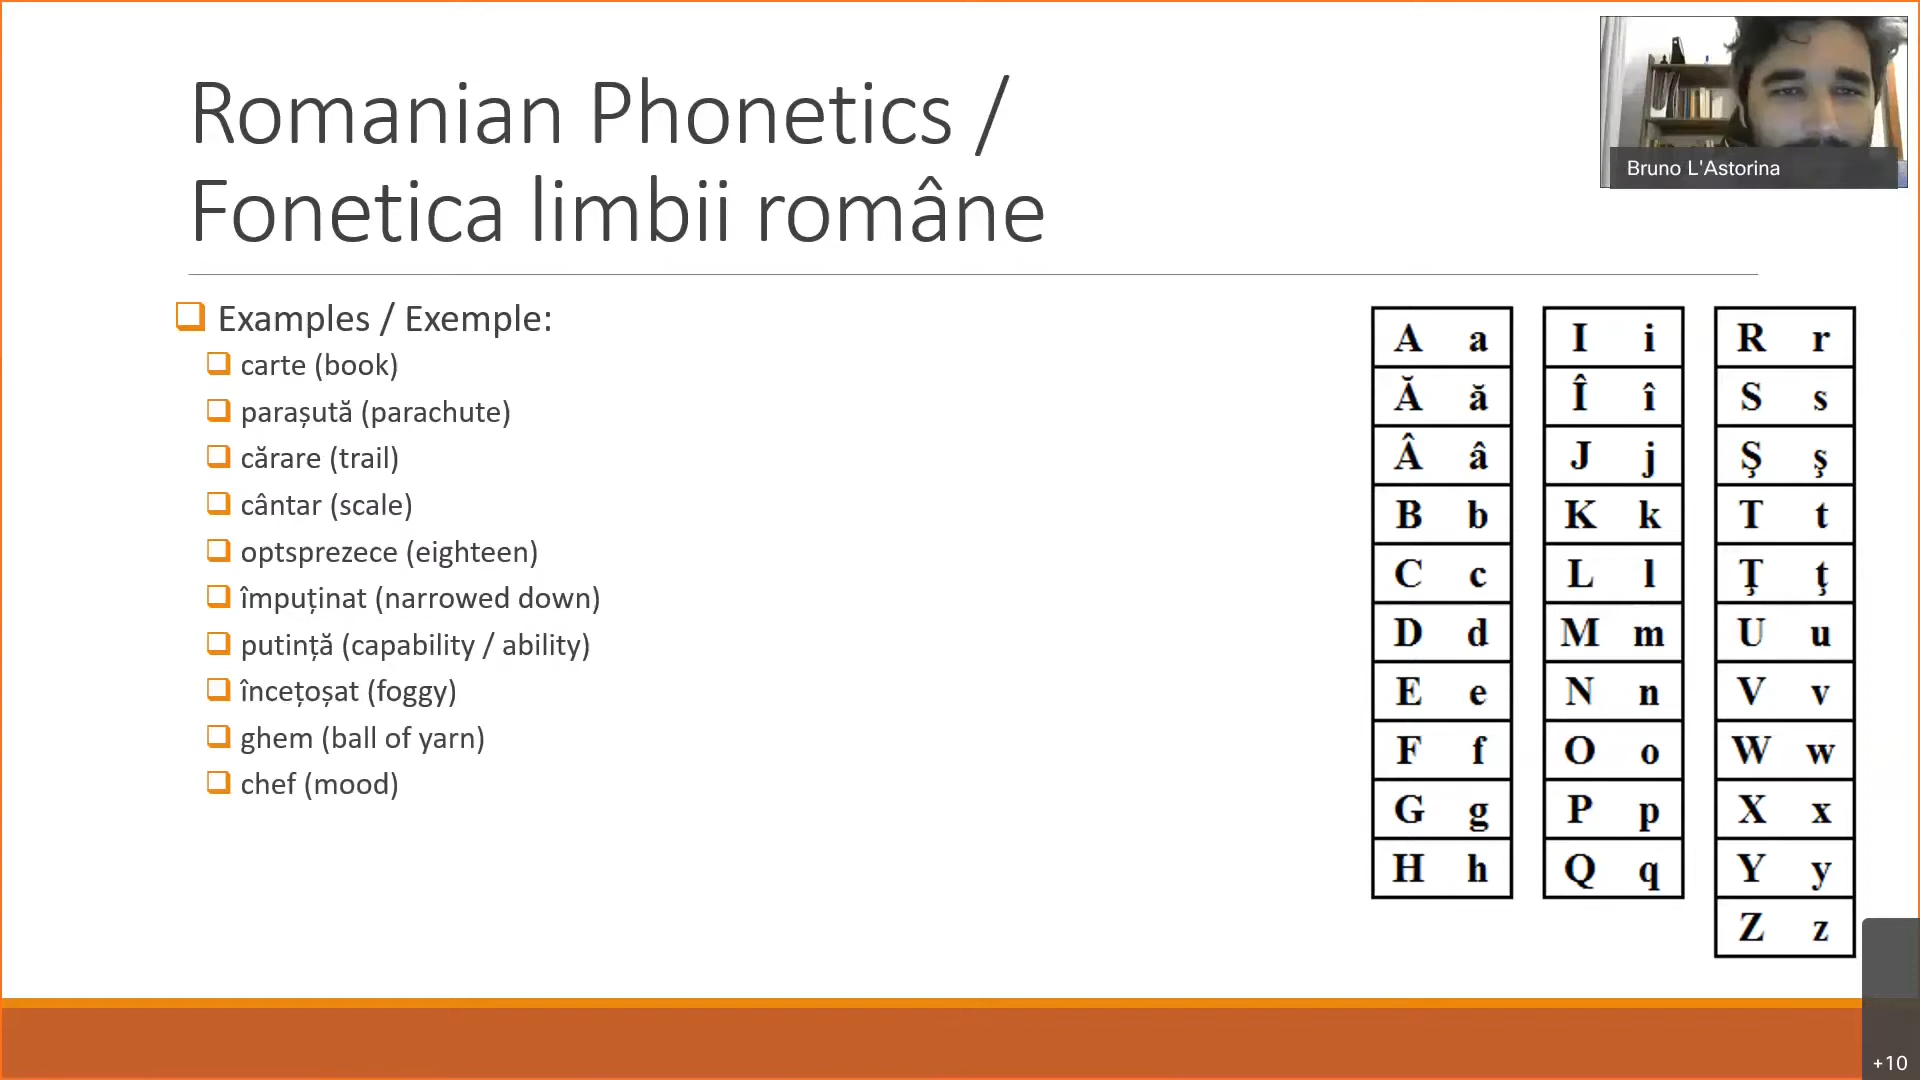 Romanian Phonetics /
Fonetica limbii române
Bruno L'Astorina
Examples / Exemple:
carte (book)
parașută (parachute)
cărare (trail)
cântar (scale)
optsprezece (eighteen)
împuținat (narrowed down)
putință (capability / ability)
încețoșat (foggy)
ghem (ball of yarn)
chef (mood)
A a
Ă ă
Â â
B b
C c
D d
E e
F f
G g
H h
I i
Î î
J j
K k
L l
M m
N n
O o
P p
Q q
R r
S s
Ş ş
T t
Ţ ţ
U u
V v
W w
X x
Y y
Z z
+10